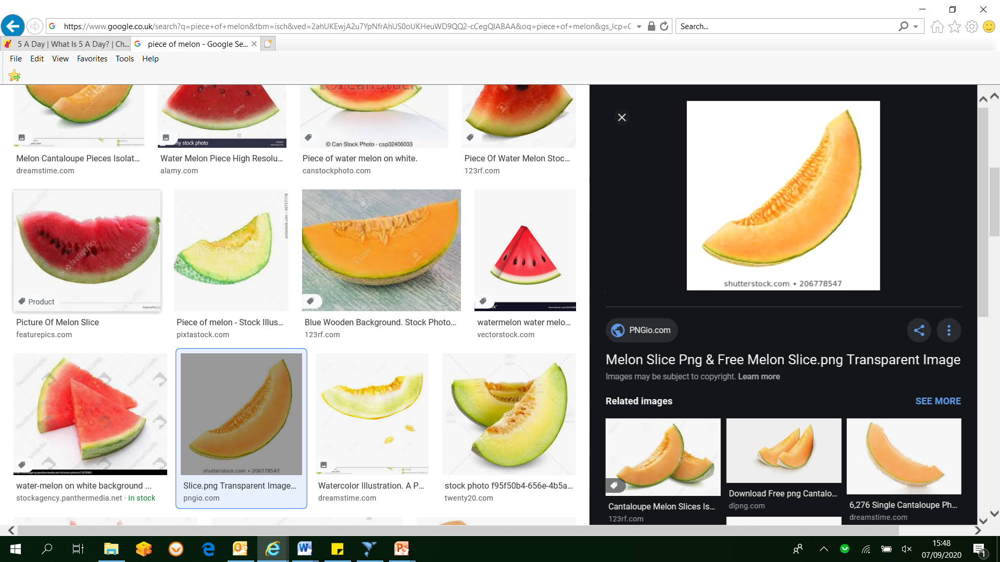 https://www.google.co.uk/search?q=piece+of+melon&tbm=isch&ved=2ahUKEwjA2u7YpNfrAhUS0oUKHeuWD9QQ2-cCegQIABAA&oq=piece+of+melon&gs_lcp=C
Search...
5 A Day | What Is 5 A Day? | Ch...
piece of melon - Google Se...
File Edit View Favorites Tools Help
alamy
my stock photo
© Can Stock Photo - csp32406033
Melon Cantaloupe Pieces Isolat...
dreamstime.com
Water Melon Piece High Resolu...
alamy.com
Piece of water melon on white.
canstockphoto.com
Piece Of Water Melon Stoc...
123rf.com
Product
pixtastock.com - 40717778
Picture Of Melon Slice
featurepics.com
Piece of melon - Stock Illus...
pixtastock.com
Blue Wooden Background. Stock Photo...
123rf.com
watermelon water melo...
vectorstock.com
shutterstock.com • 206778547
water-melon on white background ...
stockagency.panthermedia.net · In stock
Slice.png Transparent Image...
pngio.com
Watercolor Illustration. A P...
dreamstime.com
stock photo f95f50b4-656e-4b5a...
twenty20.com
shutterstock.com • 206778547
PNGio.com
Melon Slice Png & Free Melon Slice.png Transparent Image
Images may be subject to copyright. Learn more
Related images
SEE MORE
Cantaloupe Melon Slices Is...
123rf.com
Download Free png Cantalo...
dlpng.com
6,276 Single Cantaloupe Ph...
dreamstime.com
15:48
07/09/2020
1